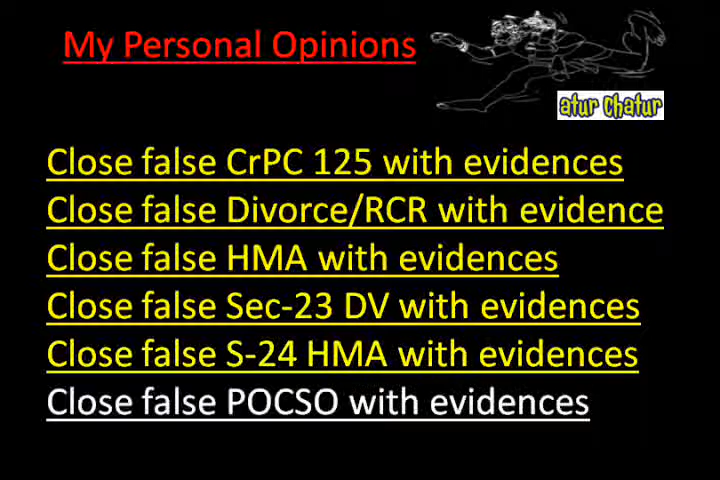 My Personal Opinions
atur Chatur
Close false CrPC 125 with evidences
Close false Divorce/RCR with evidence
Close false HMA with evidences
Close false Sec-23 DV with evidences
Close false S-24 HMA with evidences
Close false POCSO with evidences